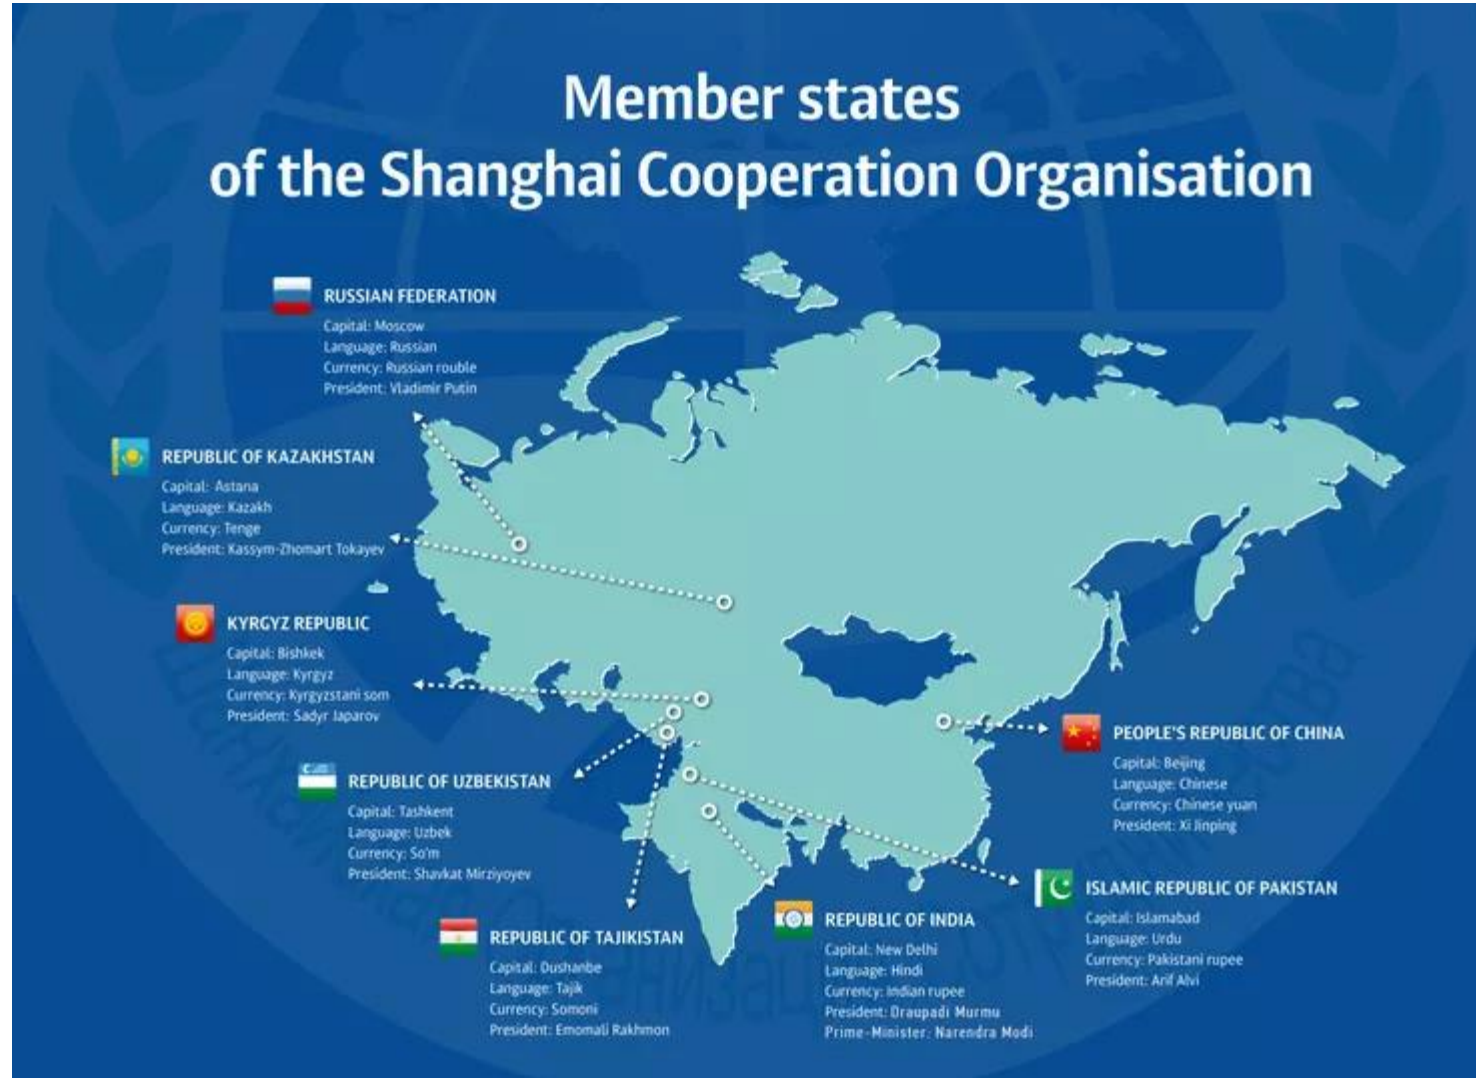 Member states
of the Shanghai Cooperation Organisation
RUSSIAN FEDERATION
Capital: Moscow
Language: Russian
Currency: Russian rouble
President: Vladimir Putin
REPUBLIC OF KAZAKHSTAN
Capital: Astana
Language: Kazakh
Currency: Tenge
President: Kassym-Zhomart Tokayev
KYRGYZ REPUBLIC
Capital: Bishkek
Language: Kyrgyz
Currency: Kyrgyzstani som
President: Sadyr Japarov
REPUBLIC OF UZBEKISTAN
Capital: Tashkent
Language: Uzbek
Currency: So'm
President: Shavkat Mirziyoyev
REPUBLIC OF TAJIKISTAN
Capital: Dushanbe
Language: Tajik
Currency: Somoni
President: Emomali Rakhmon
REPUBLIC OF INDIA
Capital: New Delhi
Language: Hindi
Currency: Indian rupee
President: Draupadi Murmu
Prime-Minister: Narendra Modi
PEOPLE'S REPUBLIC OF CHINA
Capital: Beijing
Language: Chinese
Currency: Chinese yuan
President: Xi Jinping
ISLAMIC REPUBLIC OF PAKISTAN
Capital: Islamabad
Language: Urdu
Currency: Pakistani rupee
President: Arif Alvi